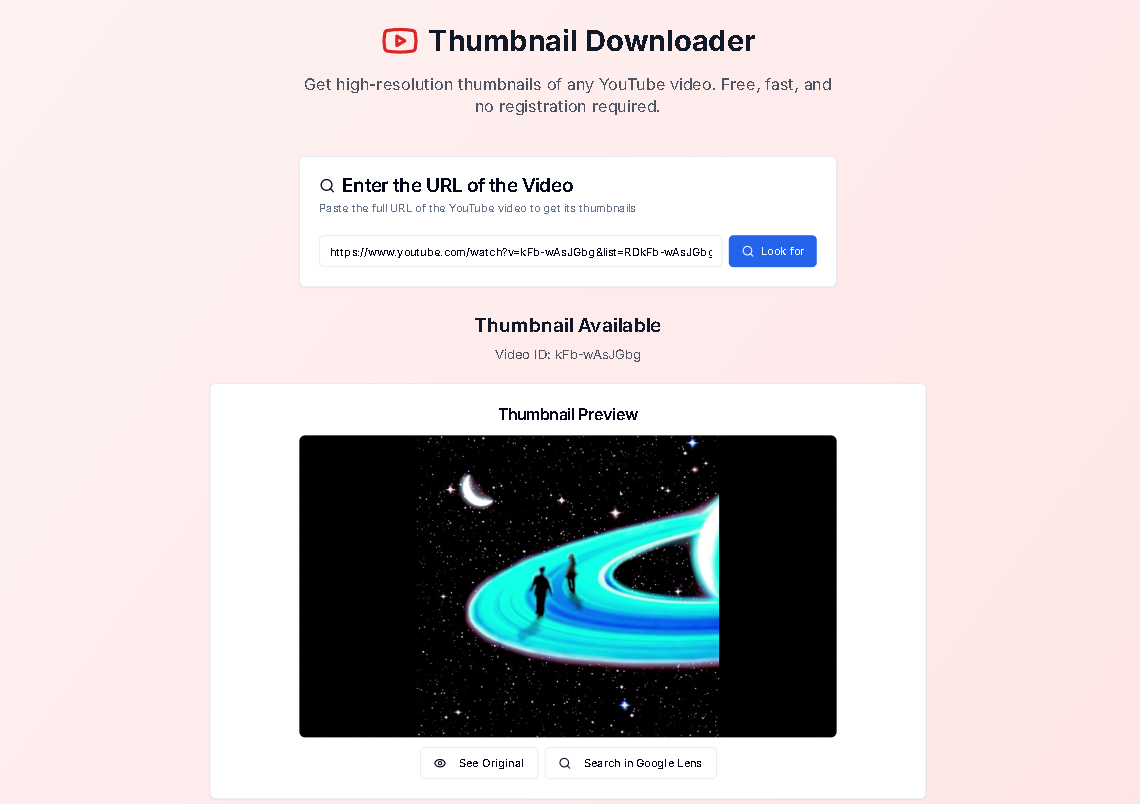 Thumbnail Downloader
Get high-resolution thumbnails of any YouTube video. Free, fast, and
no registration required.
Enter the URL of the Video
Paste the full URL of the YouTube video to get its thumbnails
https://www.youtube.com/watch?v=kFb-wAsJGbg&list=RDkFb-wAsJGbg
Look for
Thumbnail Available
Video ID: kFb-wAsJGbg
Thumbnail Preview
See Original
Search in Google Lens